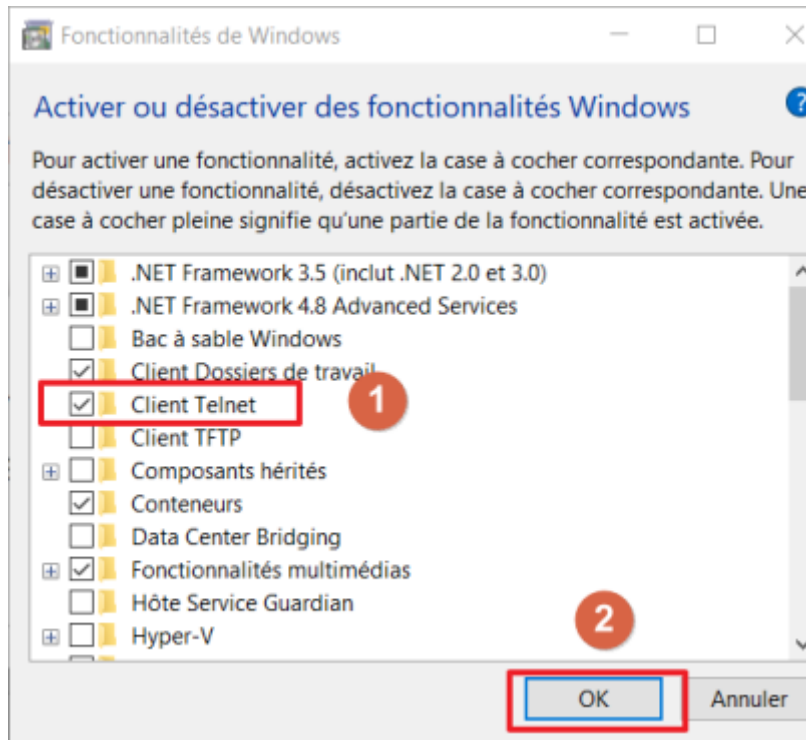 Fonctionnalités de Windows
Activer ou désactiver des fonctionnalités Windows
?
Pour activer une fonctionnalité, activez la case à cocher correspondante. Pour
désactiver une fonctionnalité, désactivez la case à cocher correspondante. Une
case à cocher pleine signifie qu'une partie de la fonctionnalité est activée.
.NET Framework 3.5 (inclut .NET 2.0 et 3.0)
.NET Framework 4.8 Advanced Services
Bac à sable Windows
Client Dossiers de travail
Client Telnet
1
Client TFTP
Composants hérités
Conteneurs
Data Center Bridging
Fonctionnalités multimédias
Hôte Service Guardian
Hyper-V
2
OK
Annuler